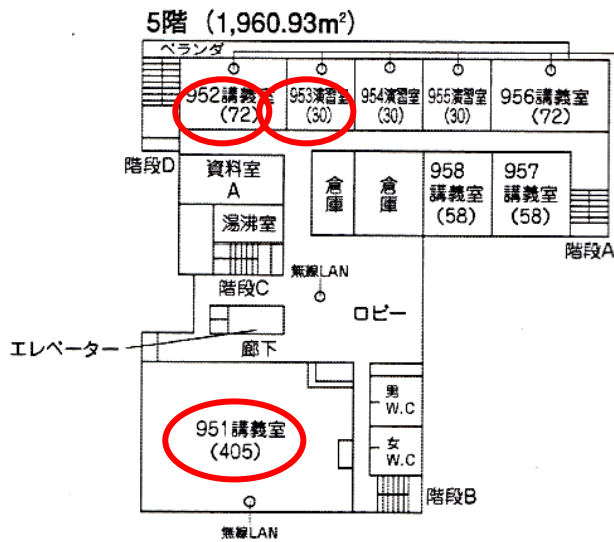 5階 (1,960.93m²)
ベランダ
952講義室
(72)
953演習室
(30)
954演習室
(30)
955演習室
(30)
956講義室
(72)
階段D
資料室
A
倉庫
倉庫
958
講義室
(58)
957
講義室
(58)
湯沸室
階段A
階段C
無線LAN
ロビー
エレベーター
廊下
951講義室
(405)
男
W.C
女
W.C
階段B
無線LAN